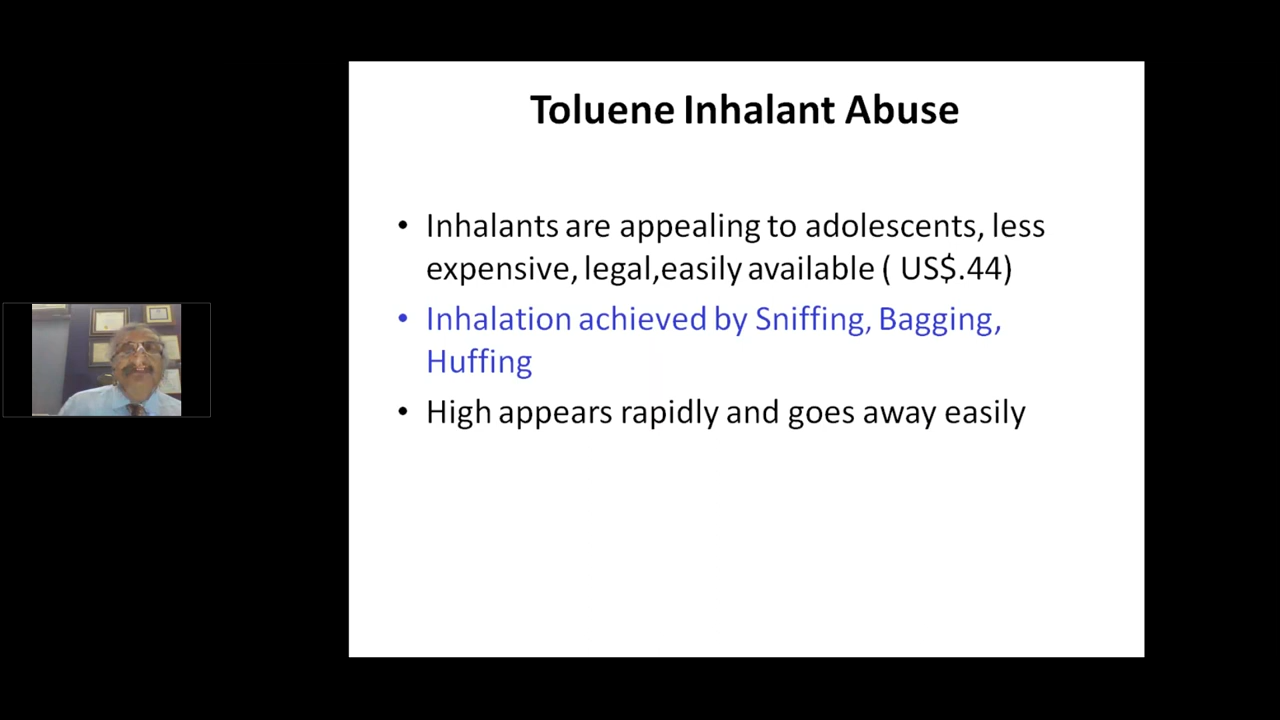 Toluene Inhalant Abuse
• Inhalants are appealing to adolescents, less
expensive, legal,easily available ( US$.44)
• Inhalation achieved by Sniffing, Bagging,
Huffing
• High appears rapidly and goes away easily